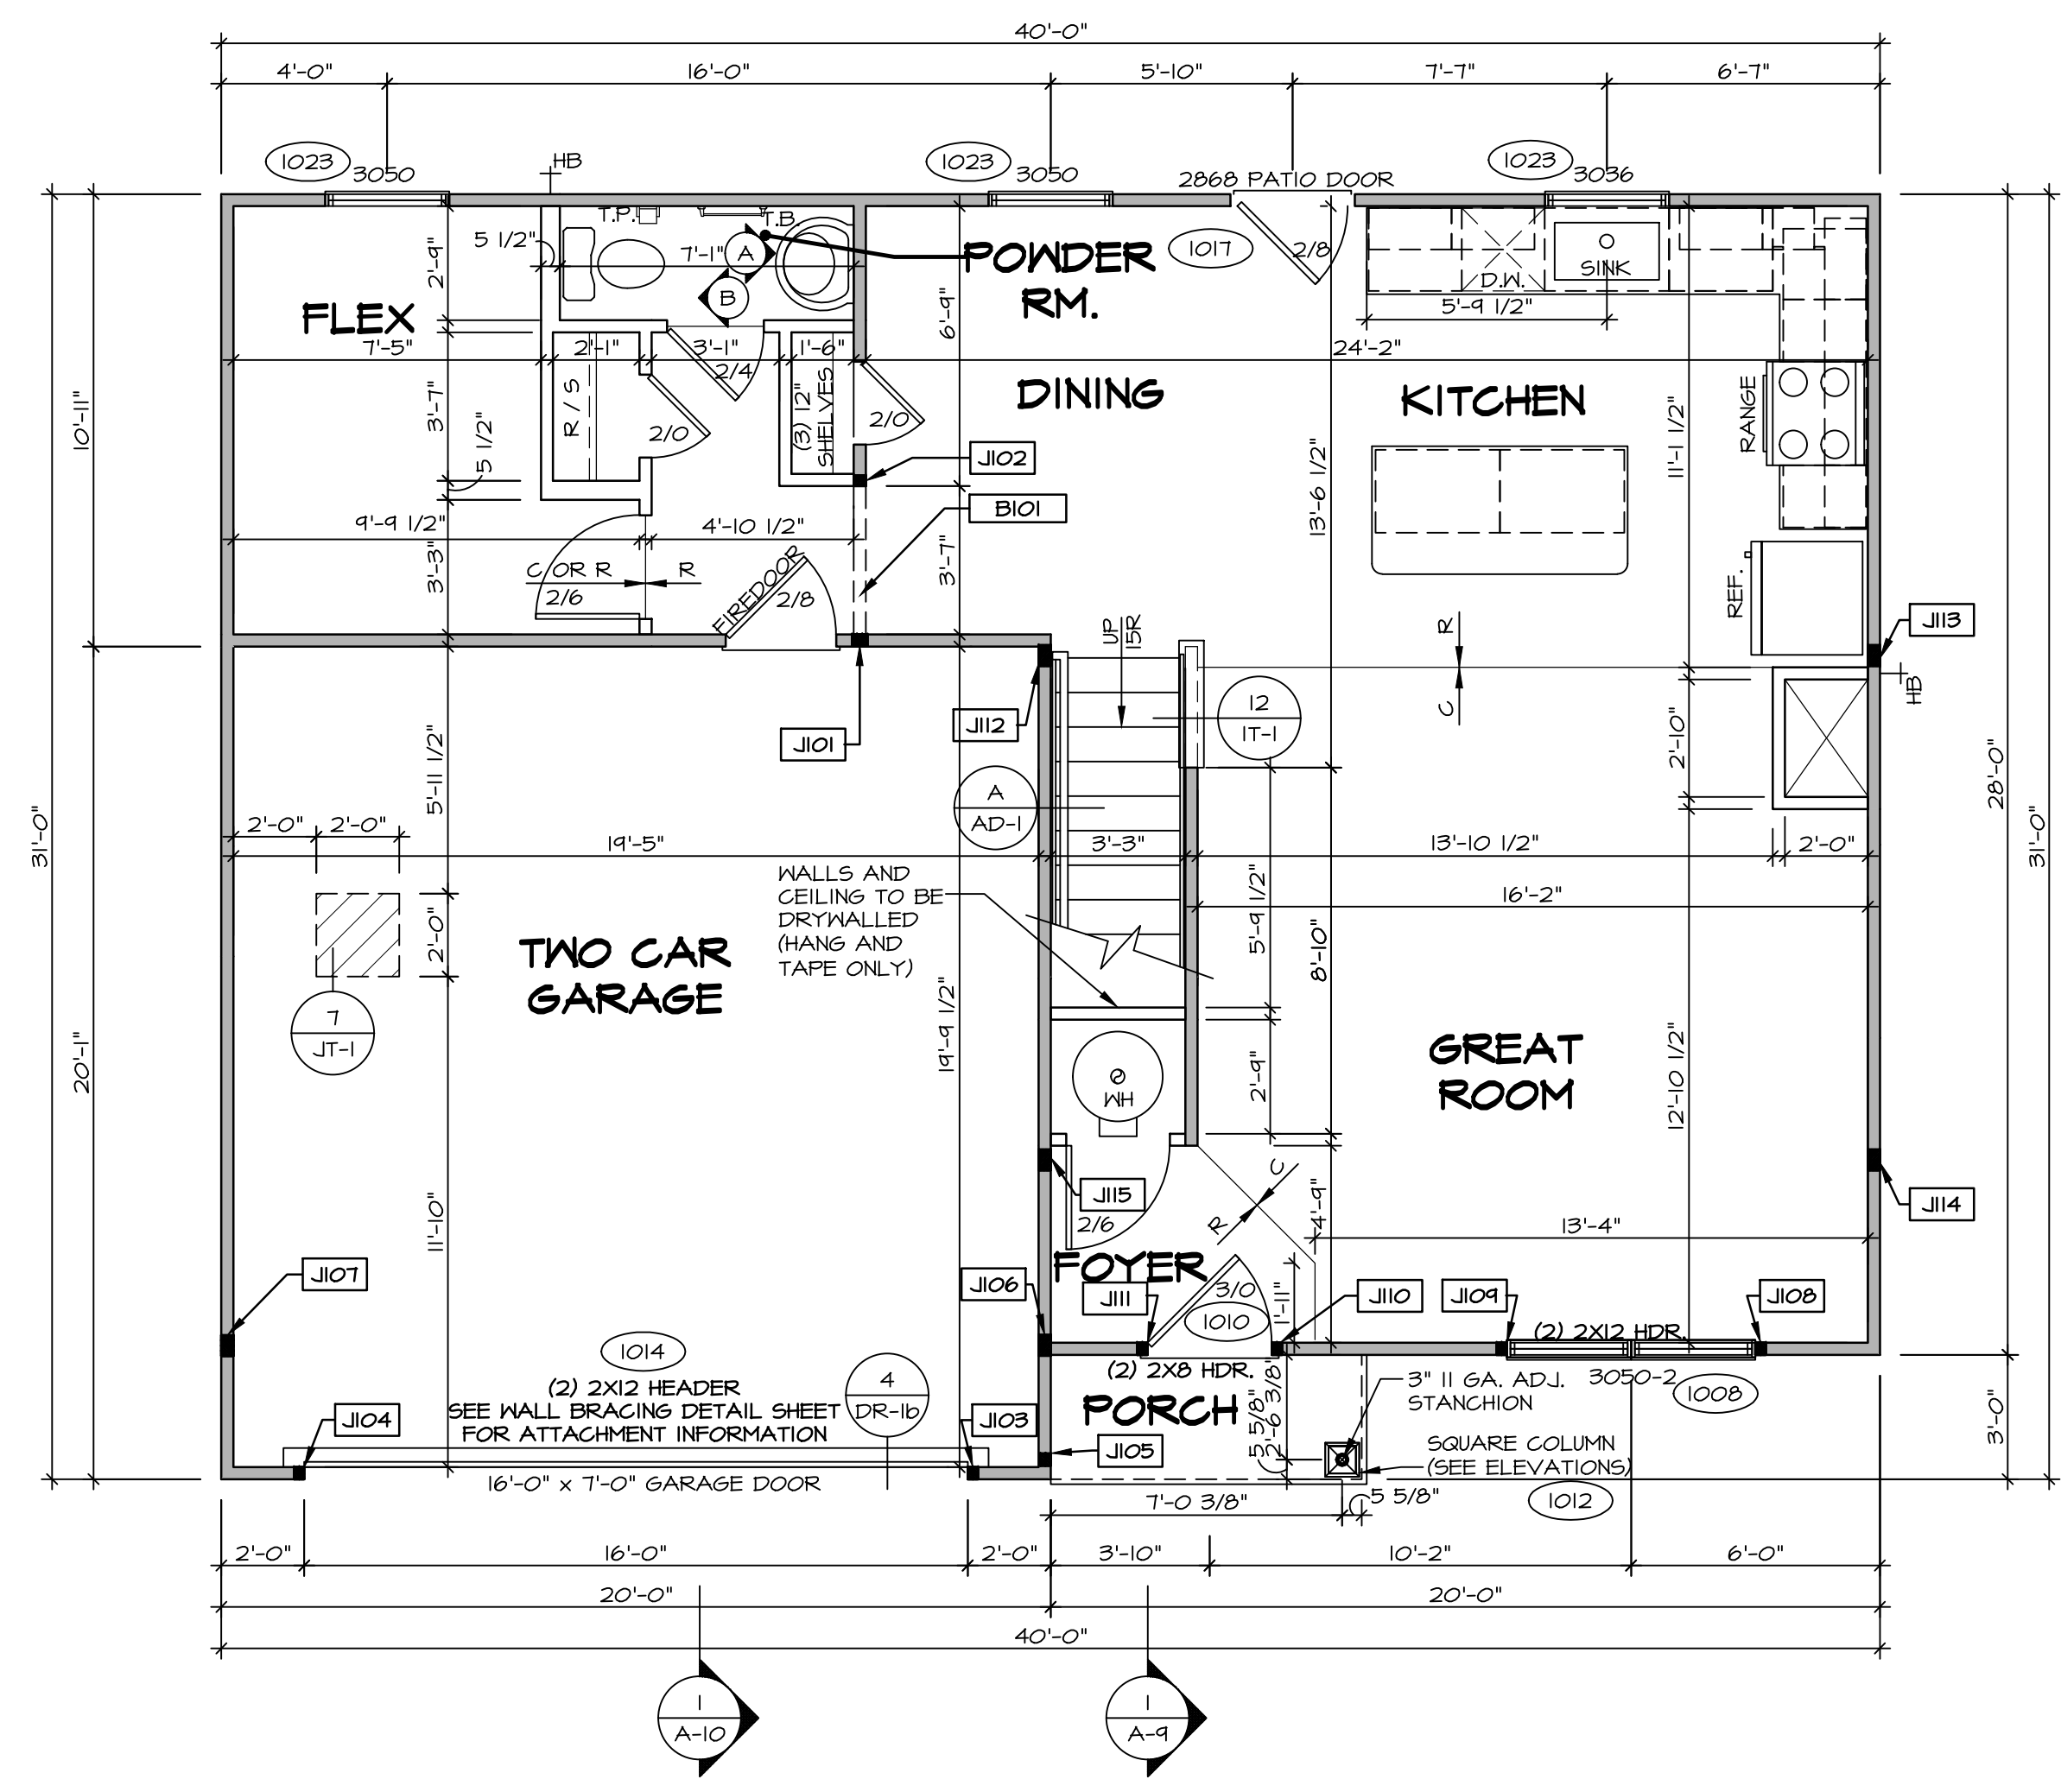 40'-0"
4'-0" 16'-0" 5'-10" 7'-7" 6'-7"
1023 HB 1023 1023
3050 3050 2868 PATIO DOOR 3036
T.P. T.B.
5 1/2" 7'-1" A
B
POWDER
RM.
1017 2/8
D.W. SINK
5'-9 1/2"
2'-9"
FLEX
6'-9"
7'-5" 2'-1" 3'-1" 1'-6" 24'-2"
2/4
DINING
KITCHEN
RANGE
10'-11"
3'-7"
R / S
(3) 12"
SHELVES
2/0 2/0
5 1/2"
J102
13'-6 1/2"
11'-1 1/2"
B101
9'-9 1/2" 4'-10 1/2"
3'-3"
C OR R R
FIREDOOR
2/6 2/8
3'-7"
REF.
UP
15R
R
C
J113
HB
J101 J112
12
IT-1
5'-11 1/2"
2'-10"
28'-0"
31'-0"
31'-0"
A
AD-1
2'-0" 2'-0"
19'-5" 3'-3" 13'-10 1/2" 2'-0"
WALLS AND
CEILING TO BE
DRYWALLED
(HANG AND
TAPE ONLY)
16'-2"
5'-9 1/2"
8'-10"
2'-0"
TWO CAR
GARAGE
19'-9 1/2"
7
JT-1
20'-1"
GREAT
ROOM
12'-10 1/2"
2'-9"
WH
11'-10"
J115
2/6
C
R
4'-9"
J114
13'-4"
FOYER
J107 J106 J111 3/0 1'-11" J110 J109 J108
1010
(2) 2X12 HDR.
1014
(2) 2X8 HDR.
3050-2
1008
(2) 2X12 HEADER
SEE WALL BRACING DETAIL SHEET
FOR ATTACHMENT INFORMATION
4
DR-1b
3" 11 GA. ADJ.
STANCHION
PORCH
5 5/8"
2'-6 3/8"
3'-0"
J104 J103 J105
SQUARE COLUMN
(SEE ELEVATIONS)
16'-0" x 7'-0" GARAGE DOOR
1012
7'-0 3/8" 5 5/8"
2'-0" 16'-0" 2'-0" 3'-10" 10'-2" 6'-0"
20'-0" 20'-0"
40'-0"
1
A-10
1
A-9